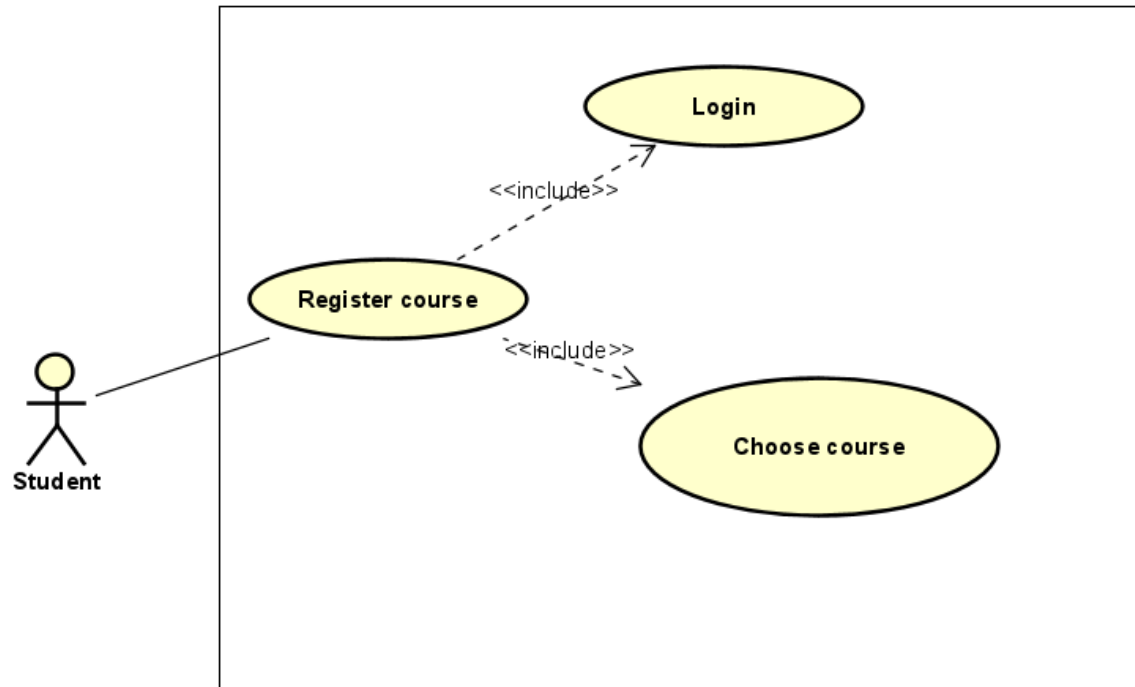 Login
<<include>>
Register course
<<include>>
Choose course
Student